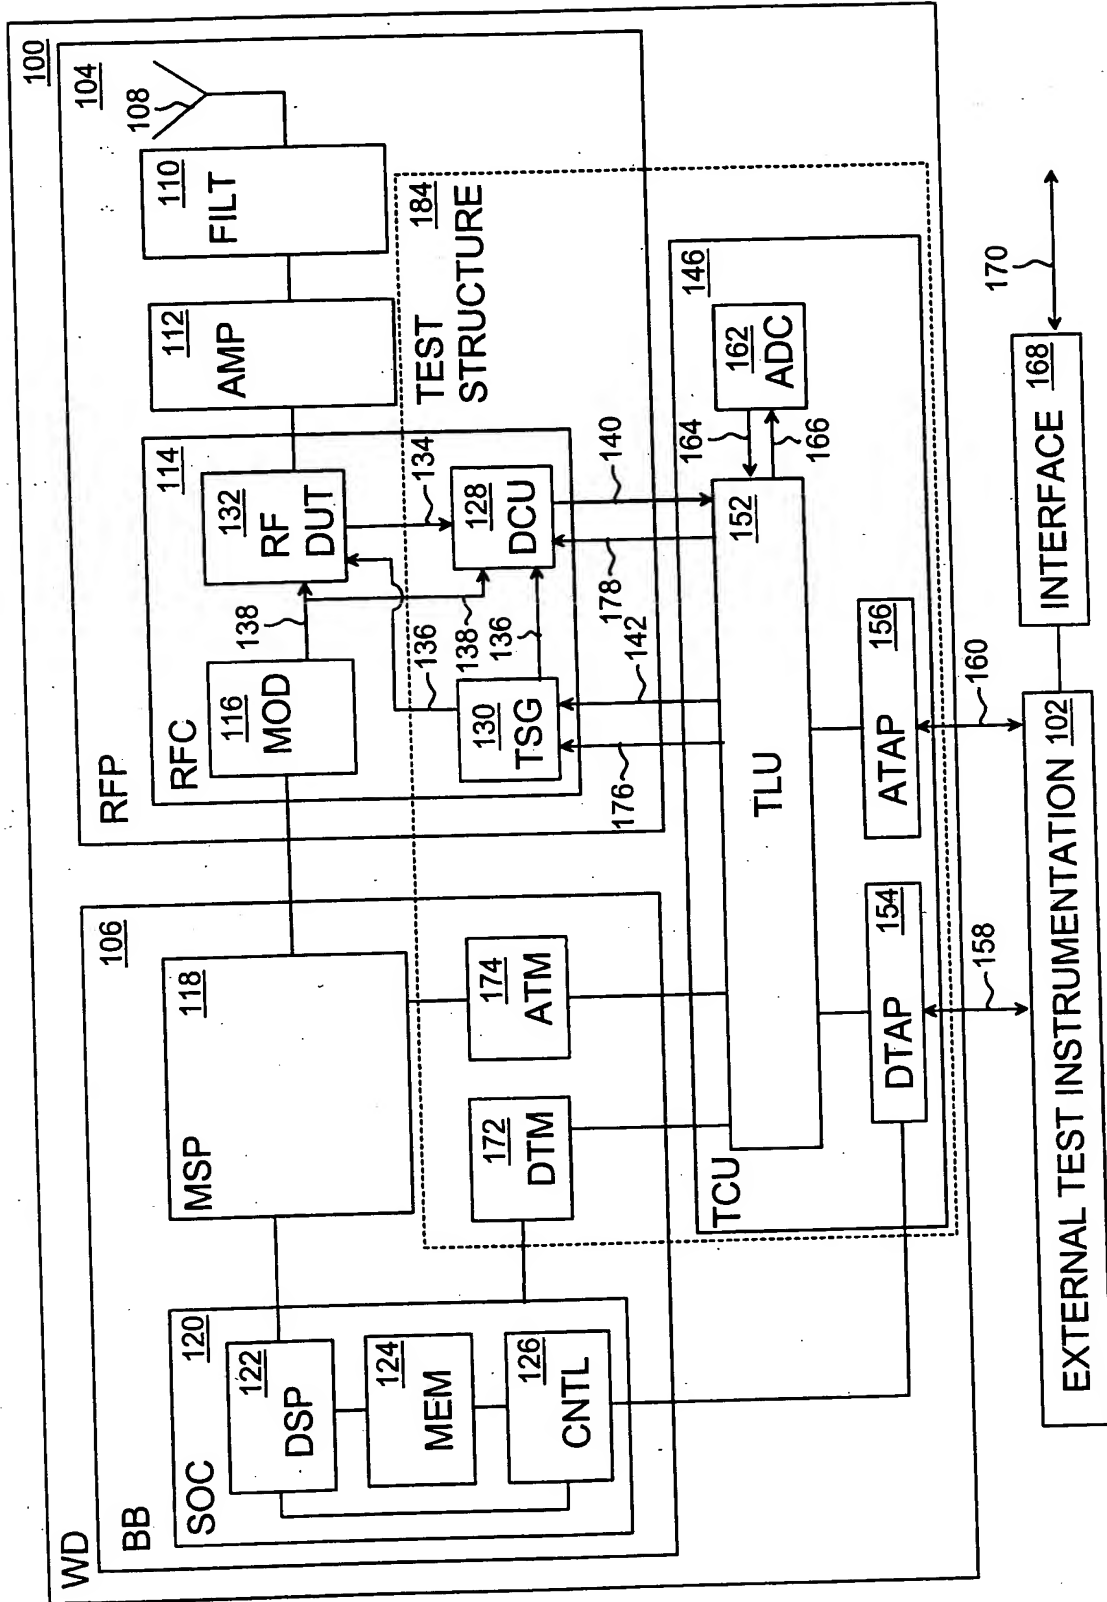 WD
100
BB
106
SOC
120
122
DSP
124
MEM
126
CNTL
MSP
118
172
DTM
174
ATM
RFP
104
108
RFC
114
116
MOD
138
132
RF
DUT
112
AMP
110
FILT
136
134
138
136
130
TSG
128
DCU
184
TEST
STRUCTURE
176
142
178
140
TCU
146
TLU
152
164
166
162
ADC
154
DTAP
156
ATAP
158
160
EXTERNAL TEST INSTRUMENTATION 102
INTERFACE 168
170